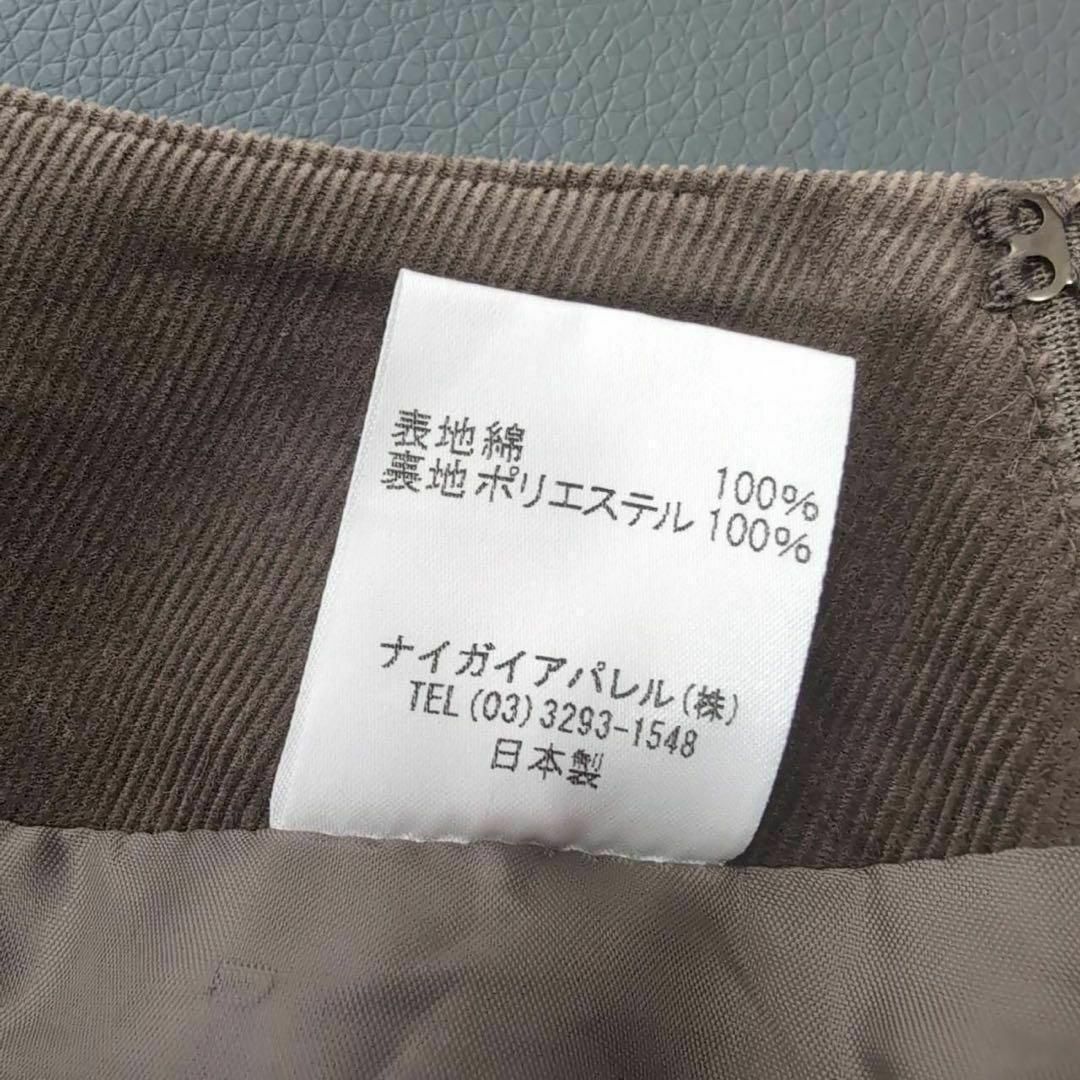 表地綿 100%
裏地ポリエステル 100%
ナイガイアパレル(株)
TEL(03)3293-1548
日本製